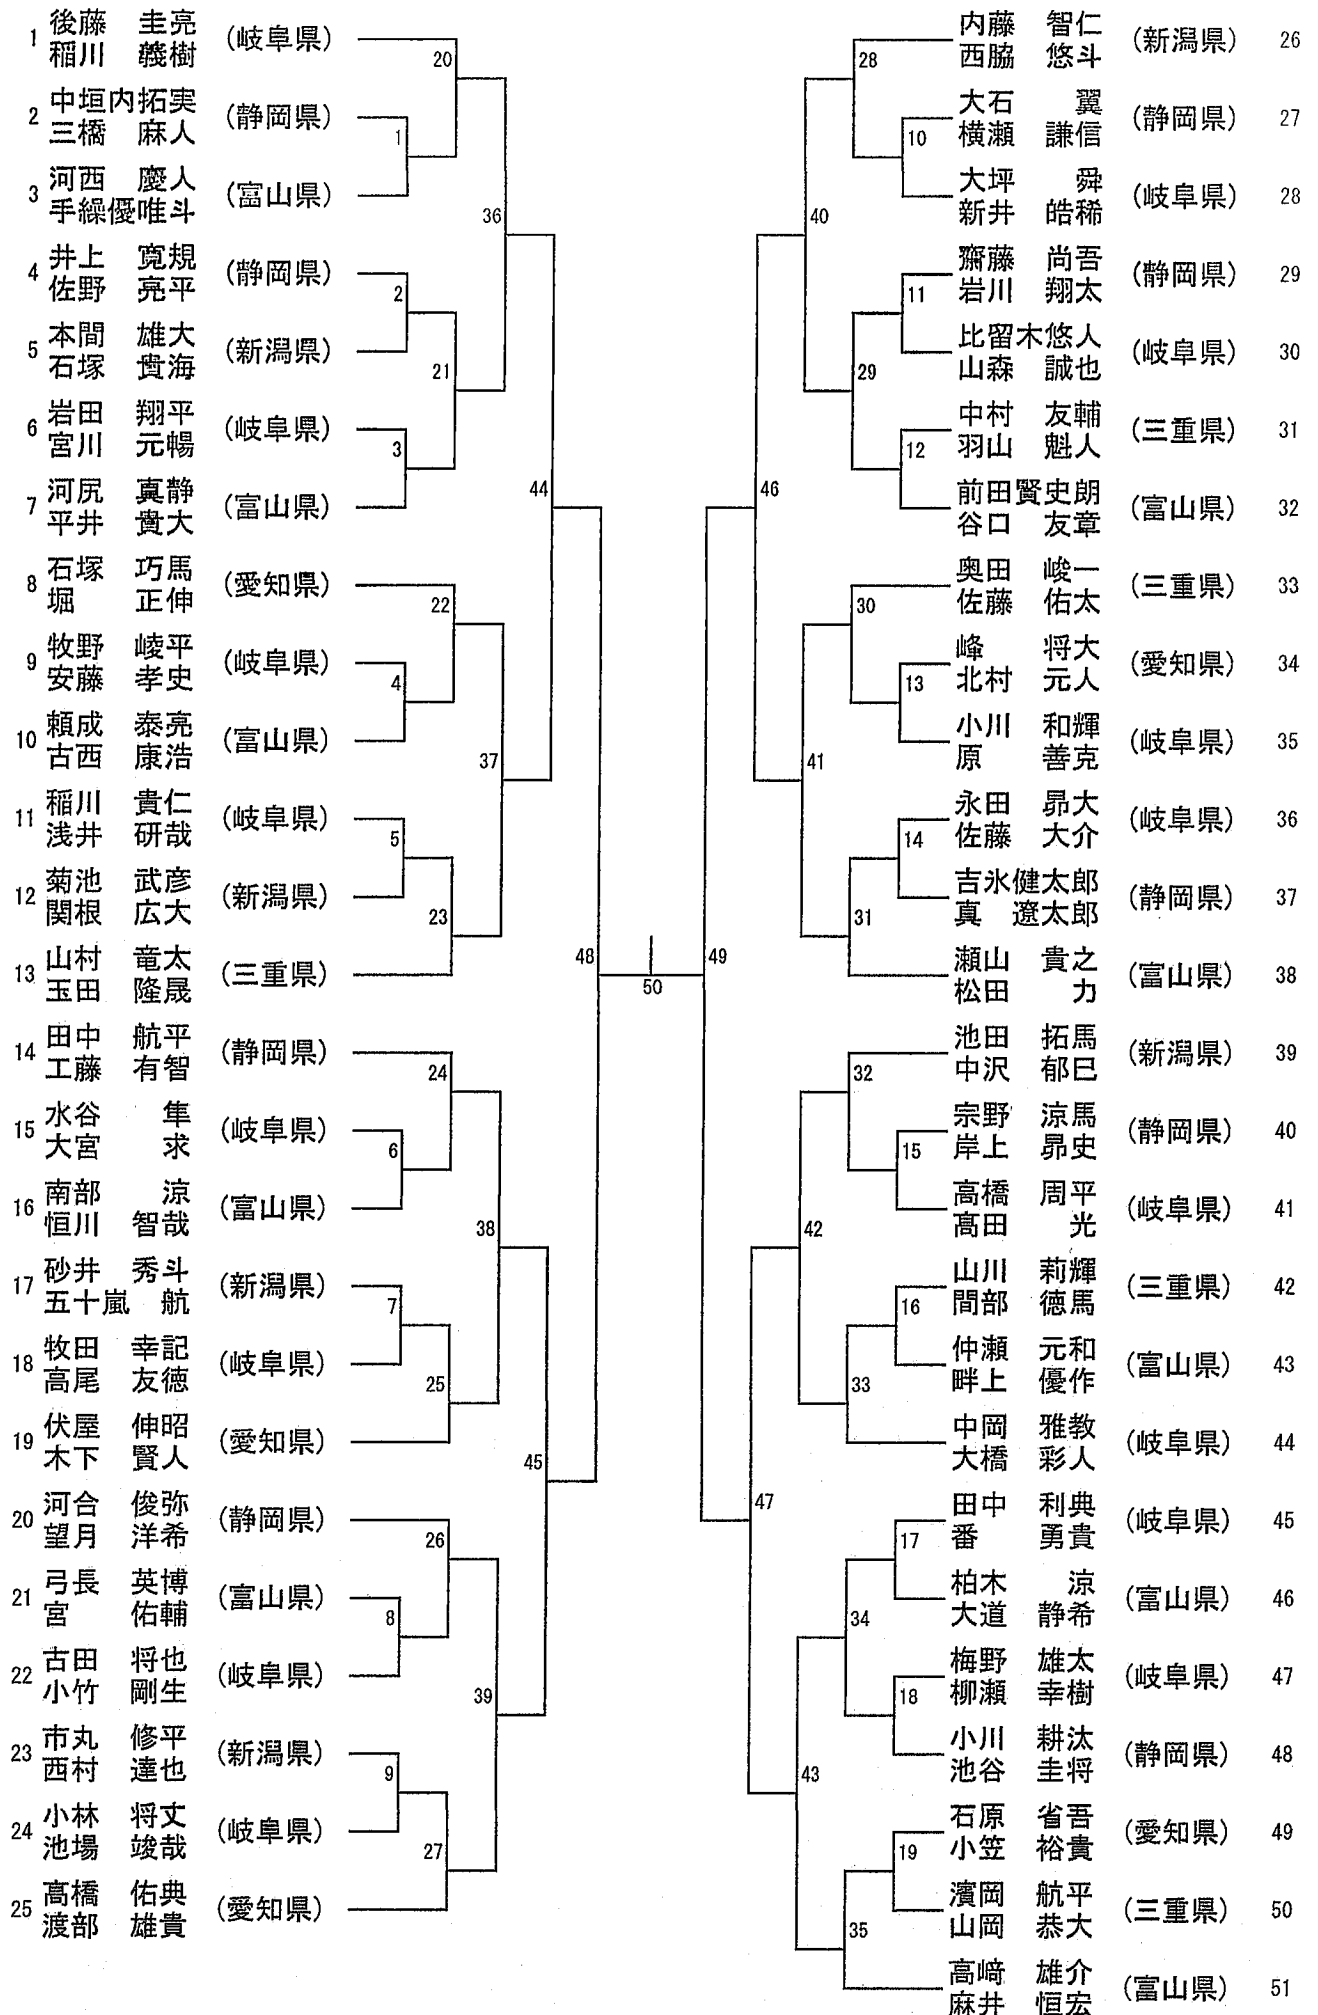 1 後藤 圭亮 (岐阜県)
稲川 義樹
2 中垣内拓実 (静岡県)
三橋 麻人
3 河西 慶人 (富山県)
手繰優唯斗
4 井上 寛規 (静岡県)
佐野 亮平
5 本間 雄大 (新潟県)
石塚 貴海
6 岩田 翔平 (岐阜県)
宮川 元暢
7 河尻 真静 (富山県)
平井 貴大
8 石塚 巧馬 (愛知県)
堀 正伸
9 牧野 崚平 (岐阜県)
安藤 孝史
10 頼成 泰亮 (富山県)
古西 康浩
11 稲川 貴仁 (岐阜県)
浅井 研哉
12 菊池 武彦 (新潟県)
関根 広大
13 山村 竜太 (三重県)
玉田 隆晟
14 田中 航平 (静岡県)
工藤 有智
15 水谷 隼 (岐阜県)
大宮 求
16 南部 涼 (富山県)
恒川 智哉
17 砂井 秀斗 (新潟県)
五十嵐 航
18 牧田 幸記 (岐阜県)
高尾 友徳
19 伏屋 伸昭 (愛知県)
木下 賢人
20 河合 俊弥 (静岡県)
望月 洋希
21 弓長 英博 (富山県)
宮 佑輔
22 古田 将也 (岐阜県)
小竹 剛生
23 市丸 修平 (新潟県)
西村 達也
24 小林 将丈 (岐阜県)
池場 竣哉
25 高橋 佑典 (愛知県)
渡部 雄貴
20
1
36
2
21
3
44
22
4
37
5
23
48
24
6
38
7
25
45
26
8
39
9
27
50
49
28
10
40
11
29
12
46
30
13
41
14
31
32
15
42
16
33
47
17
34
18
43
19
35
内藤 智仁 (新潟県) 26
西脇 悠斗
大石 翼 (静岡県) 27
横瀬 謙信
大坪 舜 (岐阜県) 28
新井 皓稀
齋藤 尚吾 (静岡県) 29
岩川 翔太
比留木悠人 (岐阜県) 30
山森 誠也
中村 友輔 (三重県) 31
羽山 魁人
前田賢史朗 (富山県) 32
谷口 友章
奥田 峻一 (三重県) 33
佐藤 佑太
峰 将大 (愛知県) 34
北村 元人
小川 和輝 (岐阜県) 35
原 善克
永田 昴大 (岐阜県) 36
佐藤 大介
吉氷健太郎 (静岡県) 37
真 遼太郎
瀬山 貴之 (富山県) 38
松田 力
池田 拓馬 (新潟県) 39
中沢 郁巳
宗野 涼馬 (静岡県) 40
岸上 昴史
高橋 周平 (岐阜県) 41
髙田 光
山川 莉輝 (三重県) 42
間部 徳馬
仲瀬 元和 (富山県) 43
畔上 優作
中岡 雅教 (岐阜県) 44
大橋 彩人
田中 利典 (岐阜県) 45
番 勇貴
柏木 涼 (富山県) 46
大道 静希
梅野 雄太 (岐阜県) 47
柳瀬 幸樹
小川 耕汰 (静岡県) 48
池谷 圭将
石原 省吾 (愛知県) 49
小笠 裕貴
濱岡 航平 (三重県) 50
山岡 恭大
高﨑 雄介 (富山県) 51
麻井 恒宏